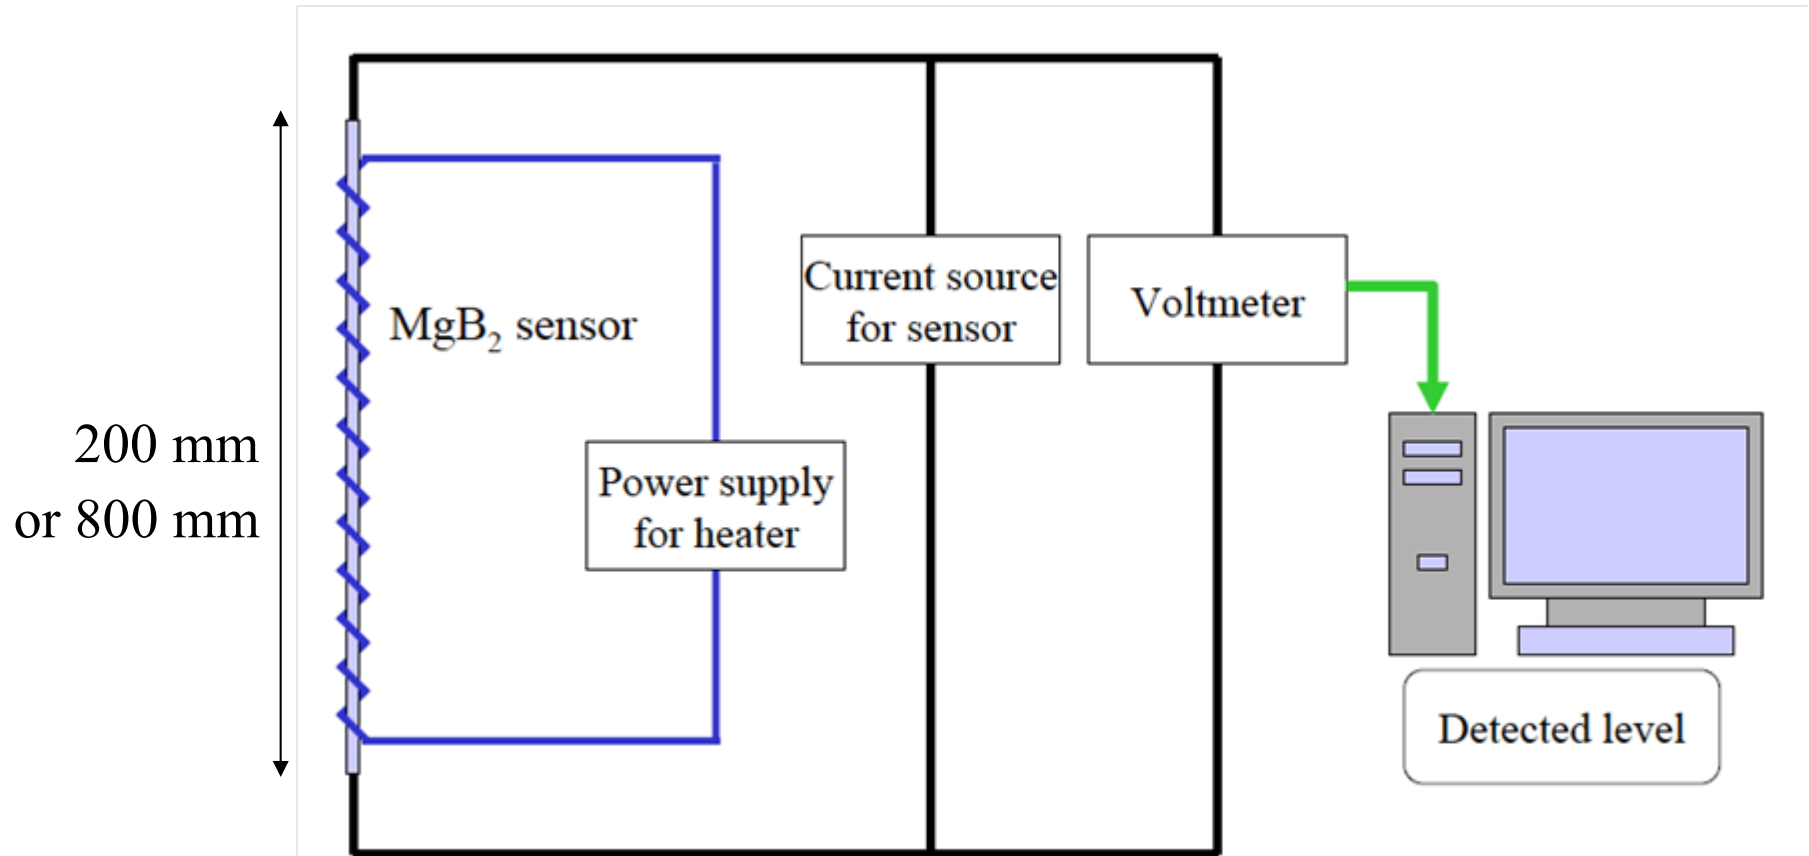 200 mm
or 800 mm
MgB₂ sensor
Power supply
for heater
Current source
for sensor
Voltmeter
Detected level